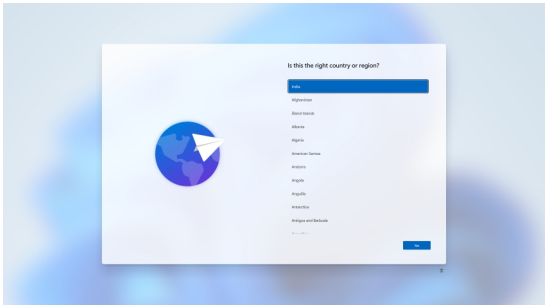 Is this the right country or region?
India
Afghanistan
Åland Islands
Albania
Algeria
American Samoa
Andorra
Angola
Anguilla
Antarctica
Antigua and Barbuda
Yes